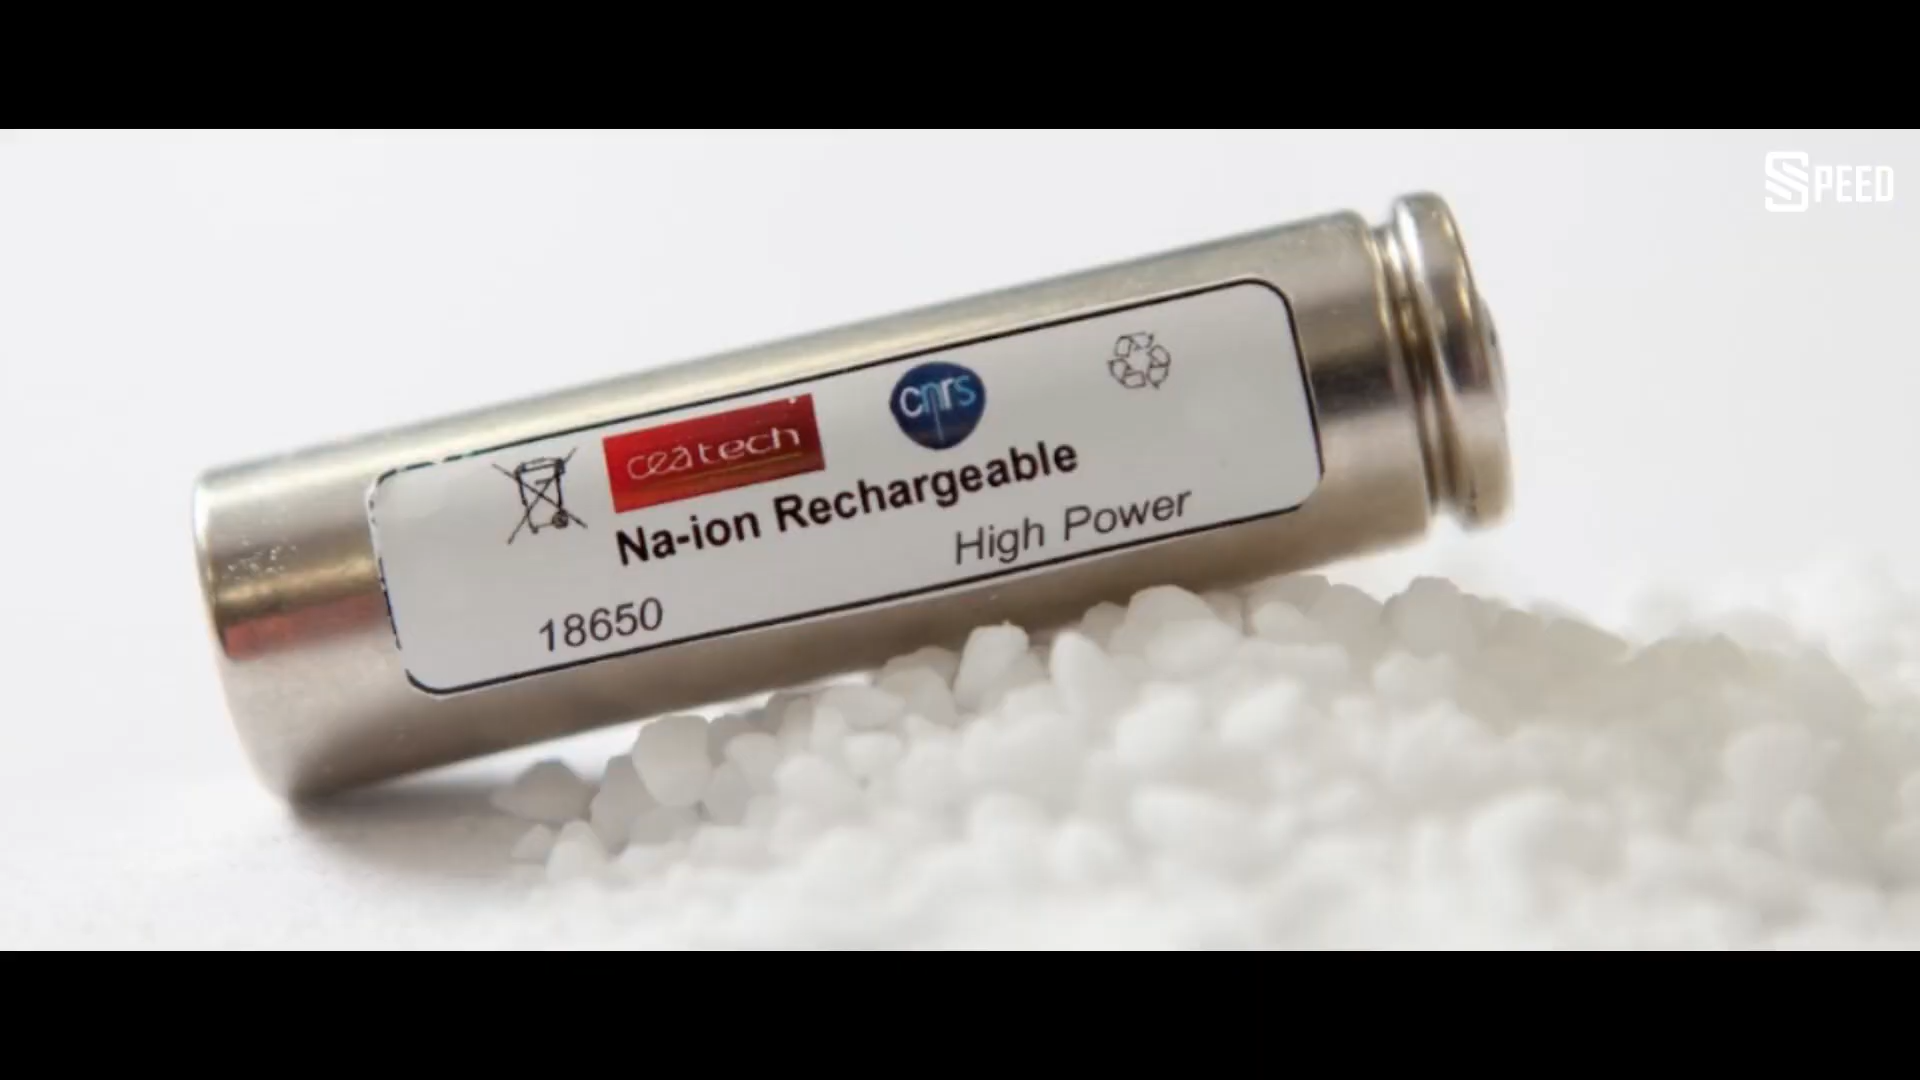 SPEED
ceatech
cnrs
Na-ion Rechargeable
High Power
18650